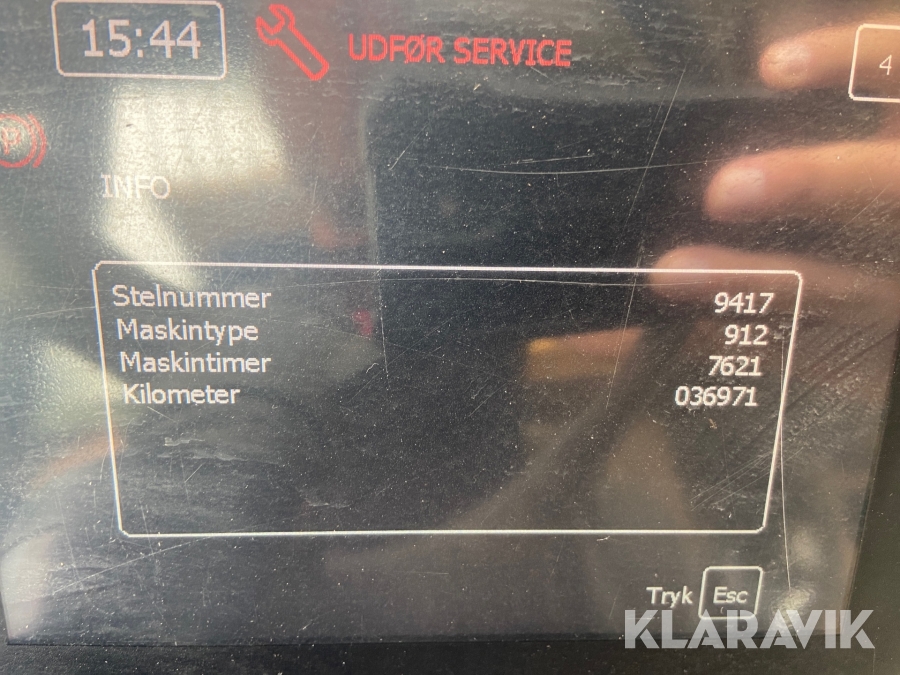 15:44
UDFØR SERVICE
4
P
INFO
Stelnummer 9417
Maskintype 912
Maskintimer 7621
Kilometer 036971
Tryk Esc
KLARAVIK